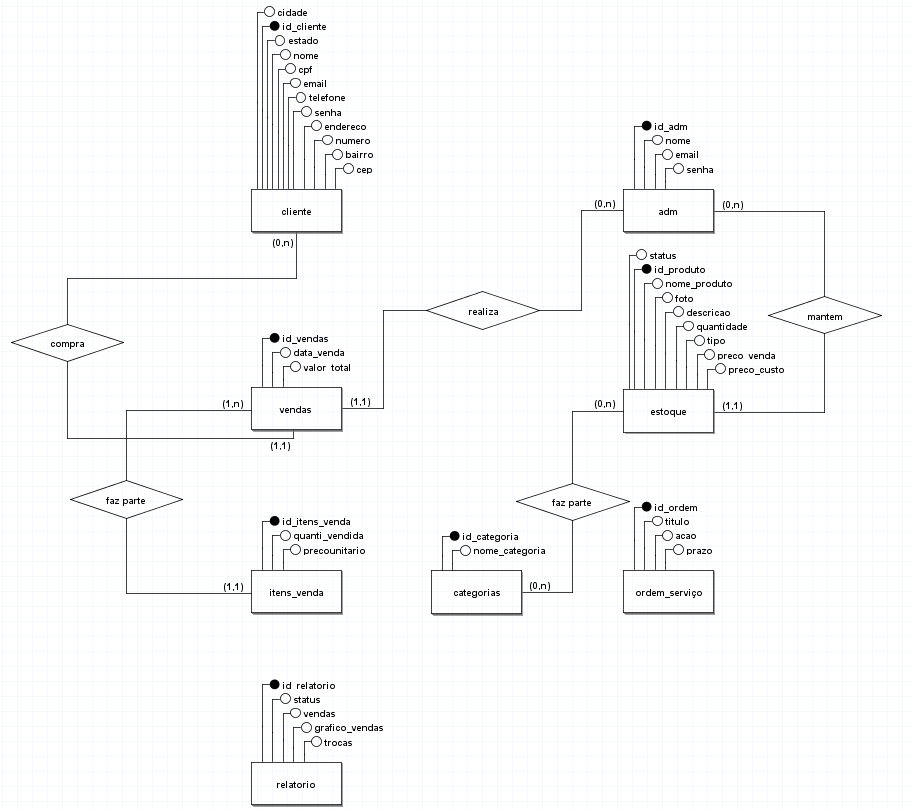 cidade
id_cliente
estado
nome
cpf
email
telefone
senha
endereco
numero
bairro
cep
cliente
(0,n)
id_adm
nome
email
senha
(0,n)
adm
(0,n)
status
id_produto
nome_produto
foto
descricao
quantidade
tipo
preco_venda
preco_custo
realiza
mantem
compra
id_vendas
data_venda
valor_total
(1,n)
vendas
(1,1)
(1,1)
(0,n)
estoque
(1,1)
faz parte
faz parte
id_itens_venda
quanti_vendida
precounitario
(1,1)
itens_venda
id_categoria
nome_categoria
categorias
(0,n)
id_ordem
titulo
acao
prazo
ordem_serviço
id_relatorio
status
vendas
grafico_vendas
trocas
relatorio